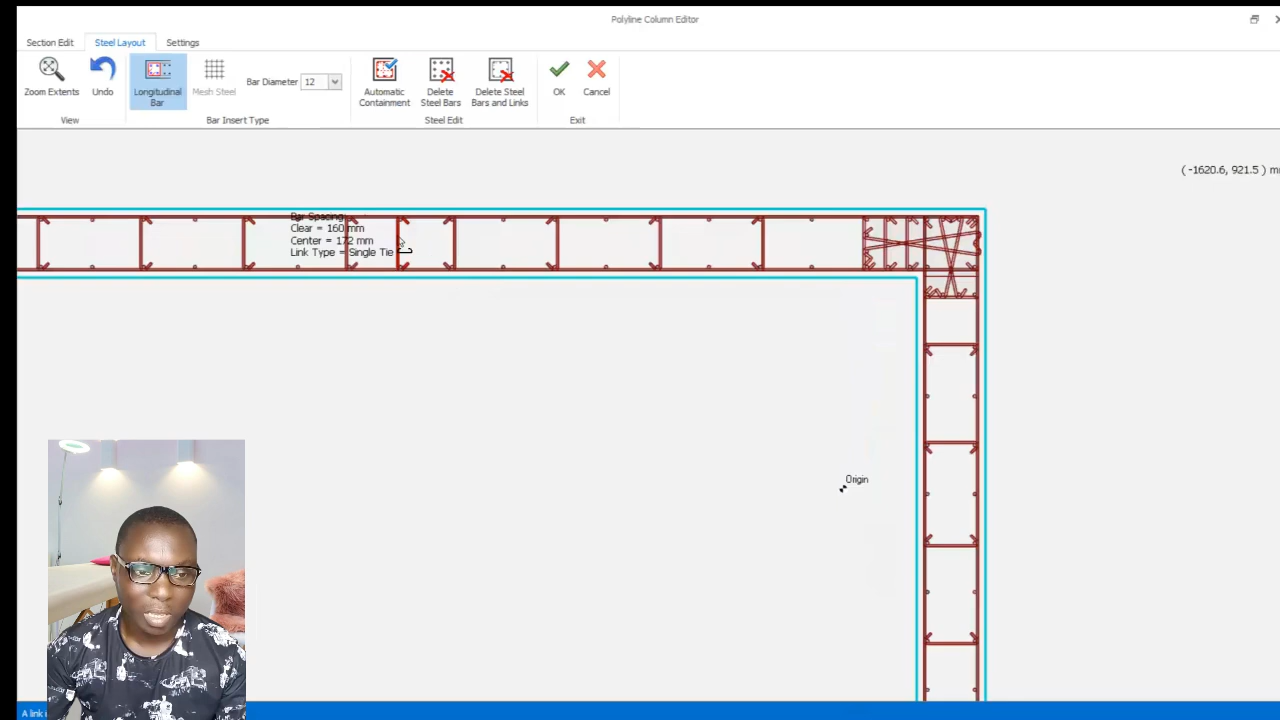 Polyline Column Editor
Section Edit Steel Layout Settings
Zoom Extents
Undo
Longitudinal Bar
Mesh Steel
Bar Diameter 12
Automatic Containment
Delete Steel Bars
Delete Steel Bars and Links
OK
Cancel
View
Bar Insert Type
Steel Edit
Exit
( -1620.6, 921.5 )
Bar Spacing
Clear = 160 mm
Center = 172 mm
Link Type = Single Tie
Origin
A link